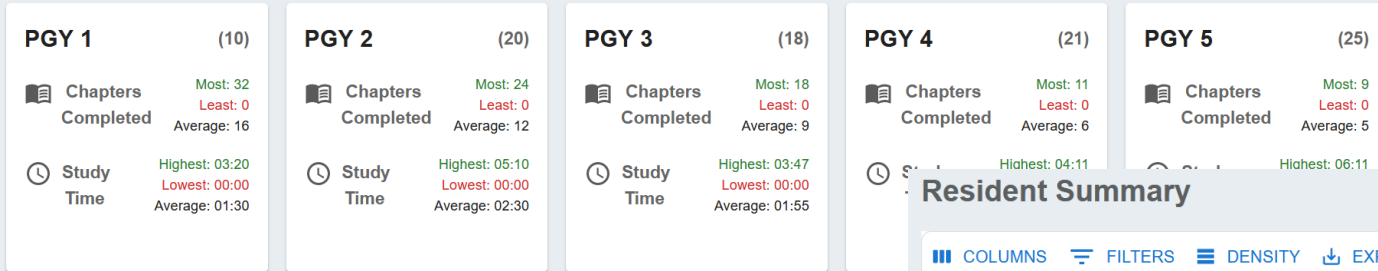 PGY 1 (10)
Chapters Completed
Most: 32
Least: 0
Average: 16
Study Time
Highest: 03:20
Lowest: 00:00
Average: 01:30
PGY 2 (20)
Chapters Completed
Most: 24
Least: 0
Average: 12
Study Time
Highest: 05:10
Lowest: 00:00
Average: 02:30
PGY 3 (18)
Chapters Completed
Most: 18
Least: 0
Average: 9
Study Time
Highest: 03:47
Lowest: 00:00
Average: 01:55
PGY 4 (21)
Chapters Completed
Most: 11
Least: 0
Average: 6
Highest: 04:11
PGY 5 (25)
Chapters Completed
Most: 9
Least: 0
Average: 5
Highest: 06:11
Resident Summary
COLUMNS FILTERS DENSITY